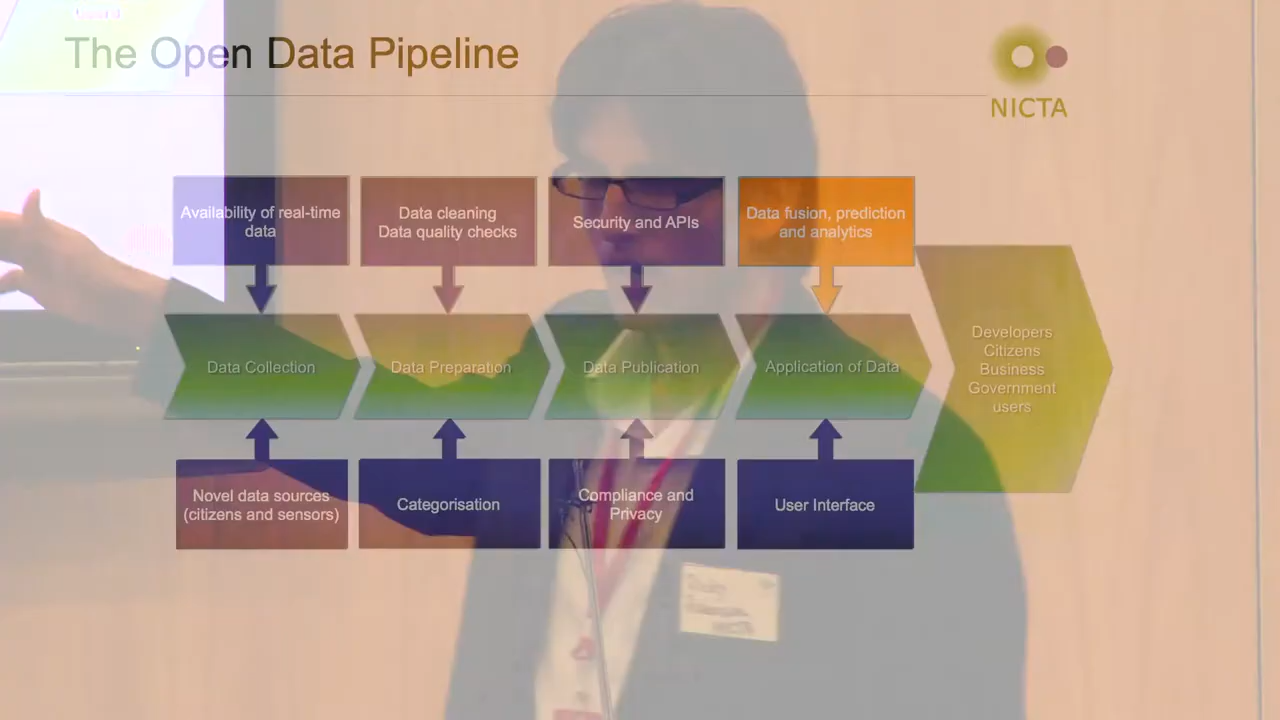 The Open Data Pipeline
NICTA
Availability of real-time
data
Data cleaning
Data quality checks
Security and APIs
Data fusion, prediction
and analytics
Data Collection
Data Preparation
Data Publication
Application of Data
Developers
Citizens
Business
Government
users
Novel data sources
(citizens and sensors)
Categorisation
Compliance and
Privacy
User Interface
NICTA